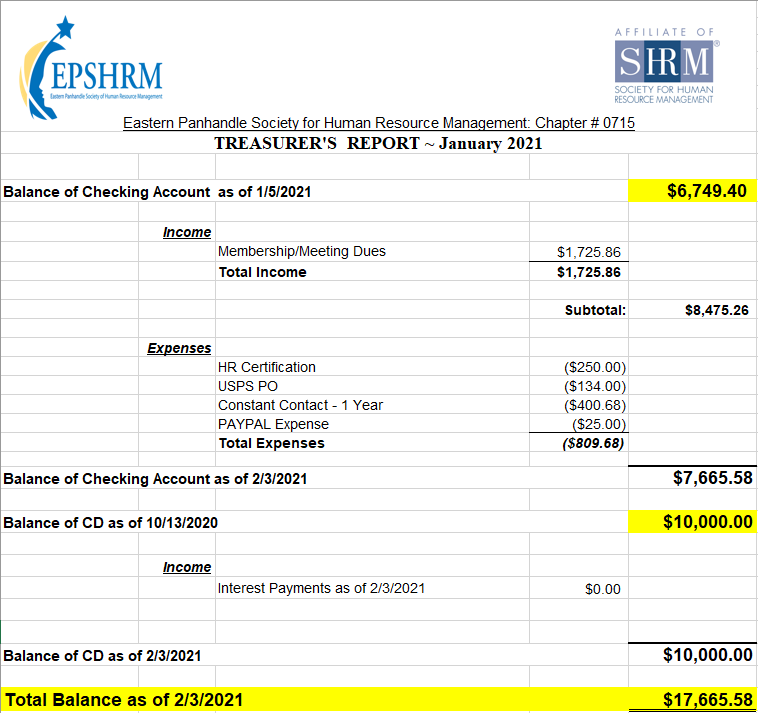 AFFILIATE OF
EPSHRM
SHRM®
Eastern Panhandle Society of Human Resource Management
SOCIETY FOR HUMAN
RESOURCE MANAGEMENT
Eastern Panhandle Society for Human Resource Management: Chapter # 0715
TREASURER'S REPORT ~ January 2021
Balance of Checking Account as of 1/5/2021 $6,749.40
Income
Membership/Meeting Dues $1,725.86
Total Income $1,725.86
Subtotal: $8,475.26
Expenses
HR Certification ($250.00)
USPS PO ($134.00)
Constant Contact - 1 Year ($400.68)
PAYPAL Expense ($25.00)
Total Expenses ($809.68)
Balance of Checking Account as of 2/3/2021 $7,665.58
Balance of CD as of 10/13/2020 $10,000.00
Income
Interest Payments as of 2/3/2021 $0.00
Balance of CD as of 2/3/2021 $10,000.00
Total Balance as of 2/3/2021 $17,665.58